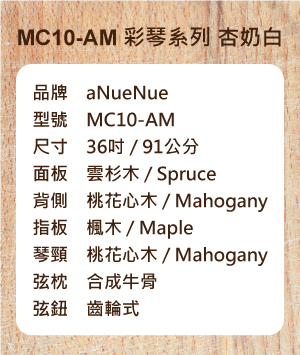 MC10-AM 彩琴系列 杏奶白
品牌 aNueNue
型號 MC10-AM
尺寸 36吋 / 91公分
面板 雲杉木 / Spruce
背側 桃花心木 / Mahogany
指板 楓木 / Maple
琴頸 桃花心木 / Mahogany
弦枕 合成牛骨
弦鈕 齒輪式